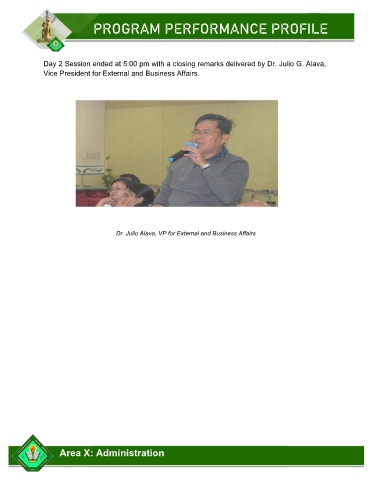 PROGRAM PERFORMANCE PROFILE
Day 2 Session ended at 5:00 pm with a closing remarks delivered by Dr. Julio G. Alava,
Vice President for External and Business Affairs.
Dr. Julio Alava, VP for External and Business Affairs
Area X: Administration